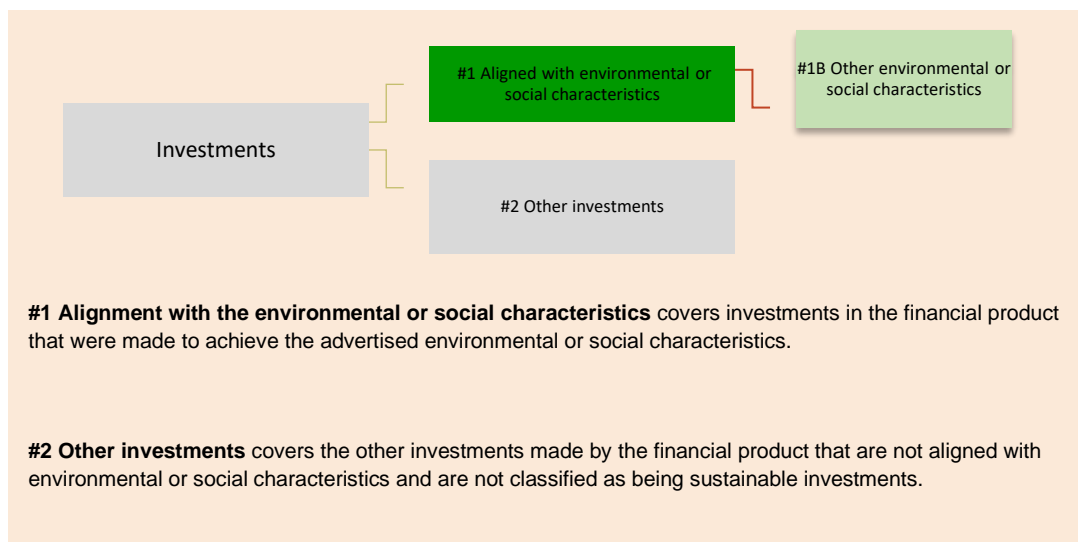 #1 Aligned with environmental or
social characteristics
#1B Other environmental or
social characteristics
Investments
#2 Other investments
#1 Alignment with the environmental or social characteristics covers investments in the financial product
that were made to achieve the advertised environmental or social characteristics.
#2 Other investments covers the other investments made by the financial product that are not aligned with
environmental or social characteristics and are not classified as being sustainable investments.